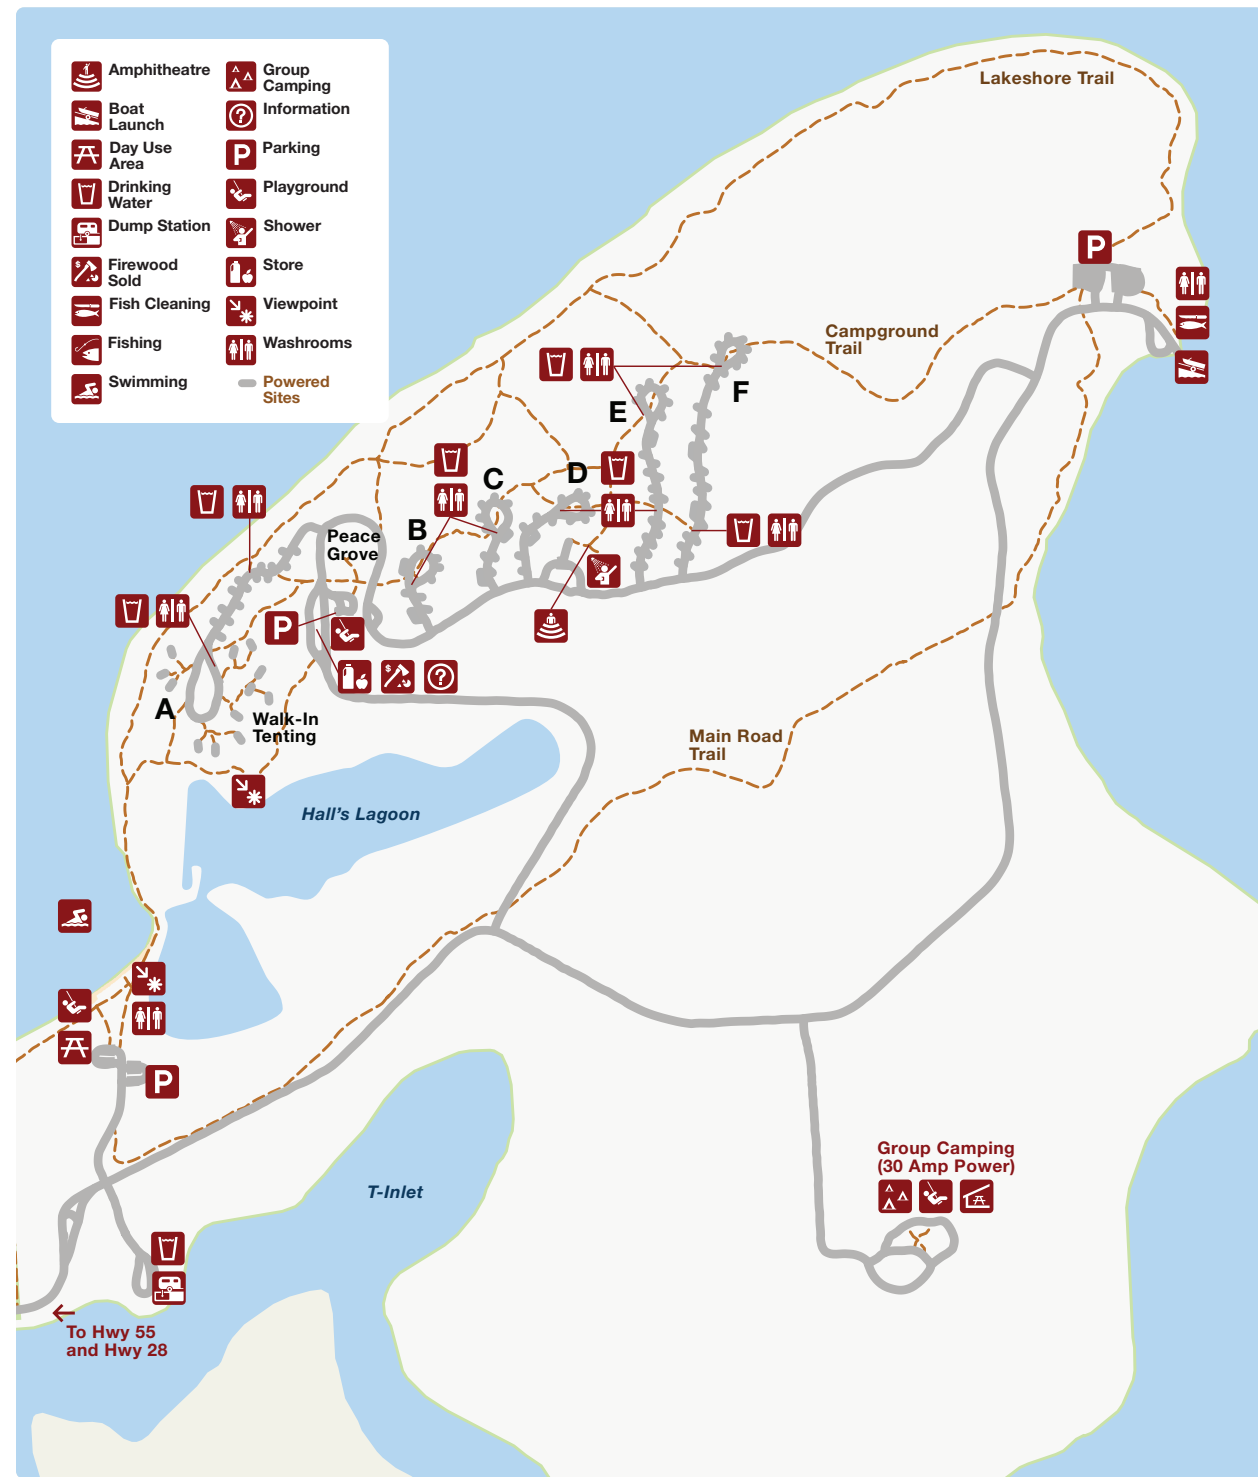 Amphitheatre
Boat
Launch
Day Use
Area
Drinking
Water
Dump Station
Firewood
Sold
Fish Cleaning
Fishing
Swimming
Group
Camping
Information
P
Parking
Playground
Shower
Store
Viewpoint
Washrooms
Powered
Sites
Lakeshore Trail
P
Campground
Trail
F
E
D
C
B
Peace
Grove
P
A
Walk-In
Tenting
Main Road
Trail
Hall's Lagoon
P
T-Inlet
Group Camping
(30 Amp Power)
To Hwy 55
and Hwy 28